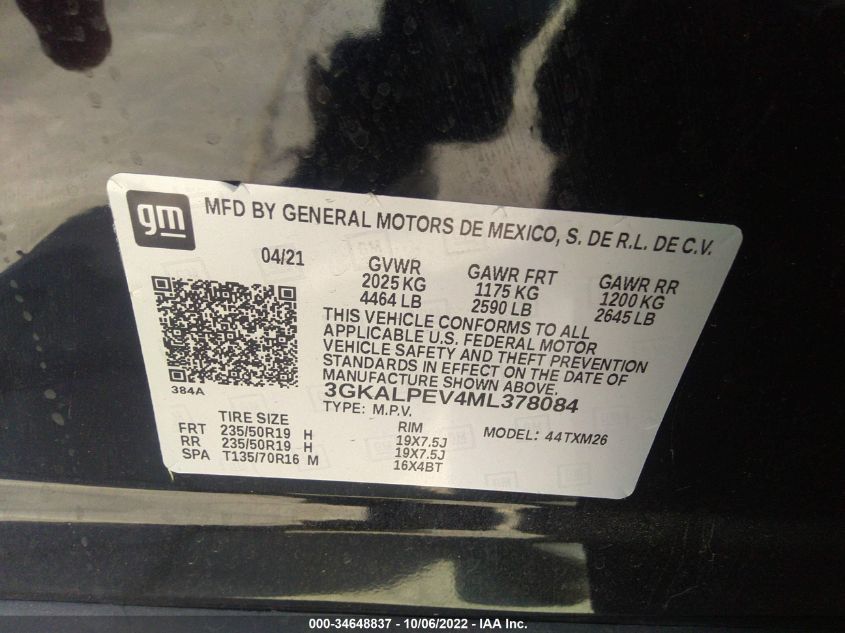 gm
MFD BY GENERAL MOTORS DE MEXICO, S. DE R.L. DE C.V.
04/21 GVWR GAWR FRT GAWR RR
2025 KG 1175 KG 1200 KG
4464 LB 2590 LB 2645 LB
THIS VEHICLE CONFORMS TO ALL
APPLICABLE U.S. FEDERAL MOTOR
VEHICLE SAFETY AND THEFT PREVENTION
STANDARDS IN EFFECT ON THE DATE OF
MANUFACTURE SHOWN ABOVE.
384A
3GKALPEV4ML378084
TYPE: M.P.V. MODEL: 44TXM26
TIRE SIZE RIM
FRT 235/50R19 H 19X7.5J
RR 235/50R19 H 19X7.5J
SPA T135/70R16 M 16X4BT
000-34648837 - 10/06/2022 - IAA Inc.